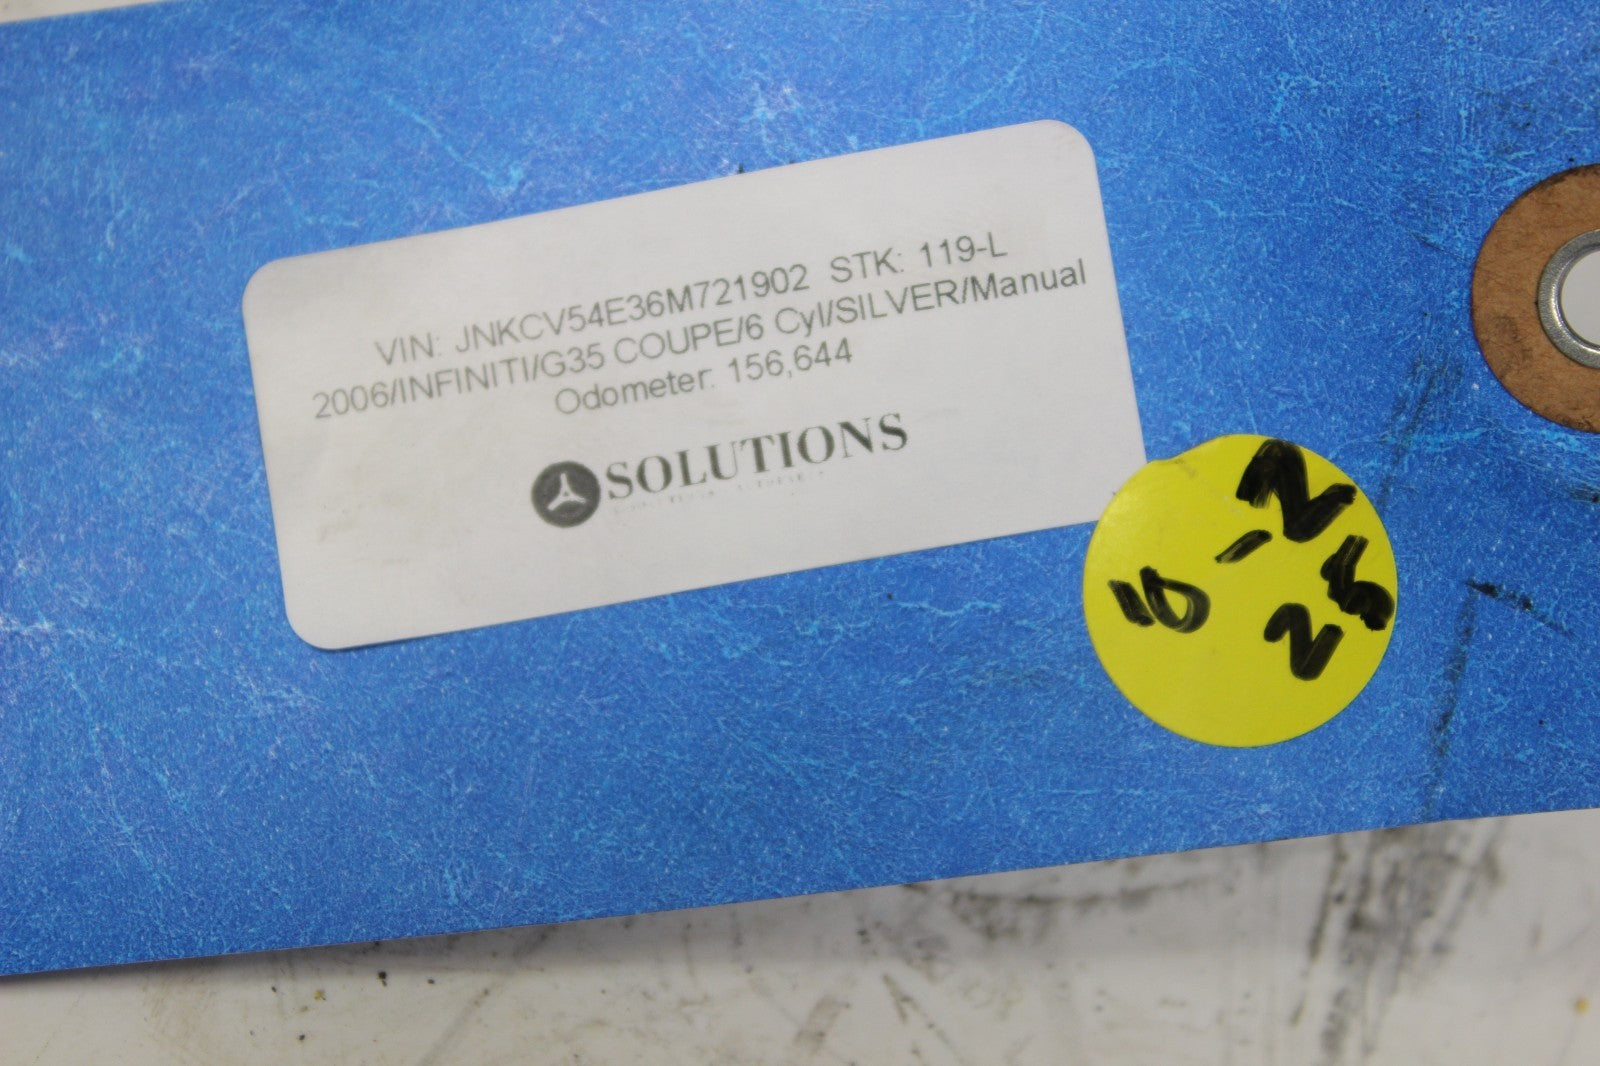 VIN: JNKCV54E36M721902 STK: 119-L
2006/INFINITI/G35 COUPE/6 Cyl/SILVER/Manual
Odometer: 156,644
SOLUTIONS
10-2
25